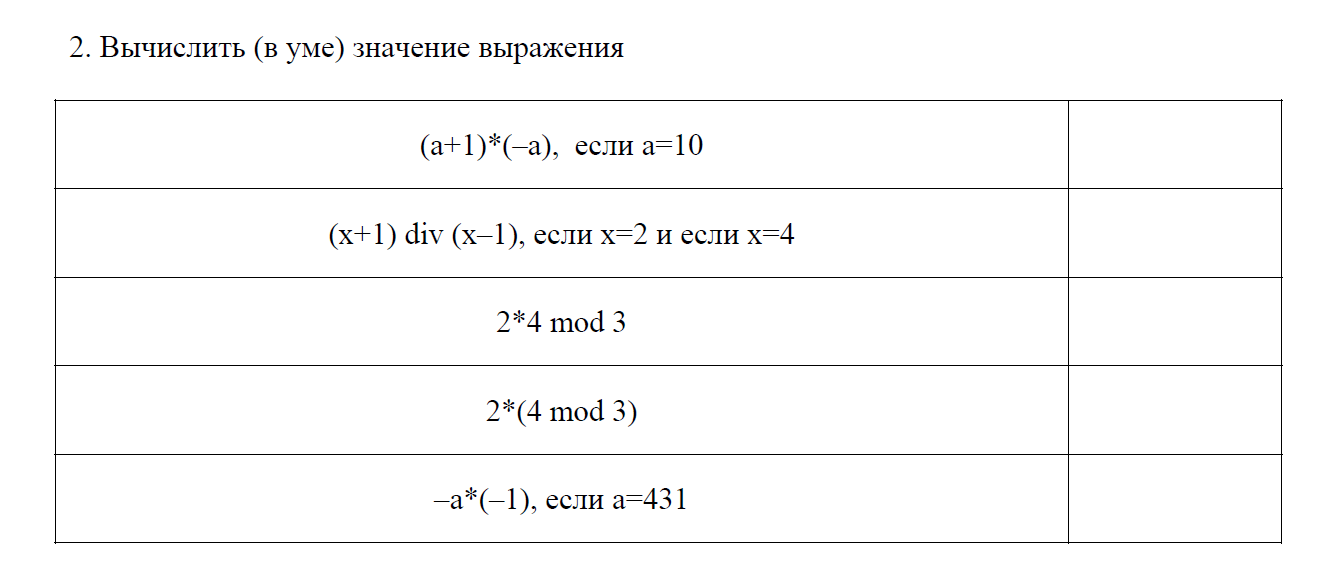 2. Вычислить (в уме) значение выражения
(a+1)*(–a), если a=10
(x+1) div (x–1), если x=2 и если x=4
2*4 mod 3
2*(4 mod 3)
–a*(–1), если a=431